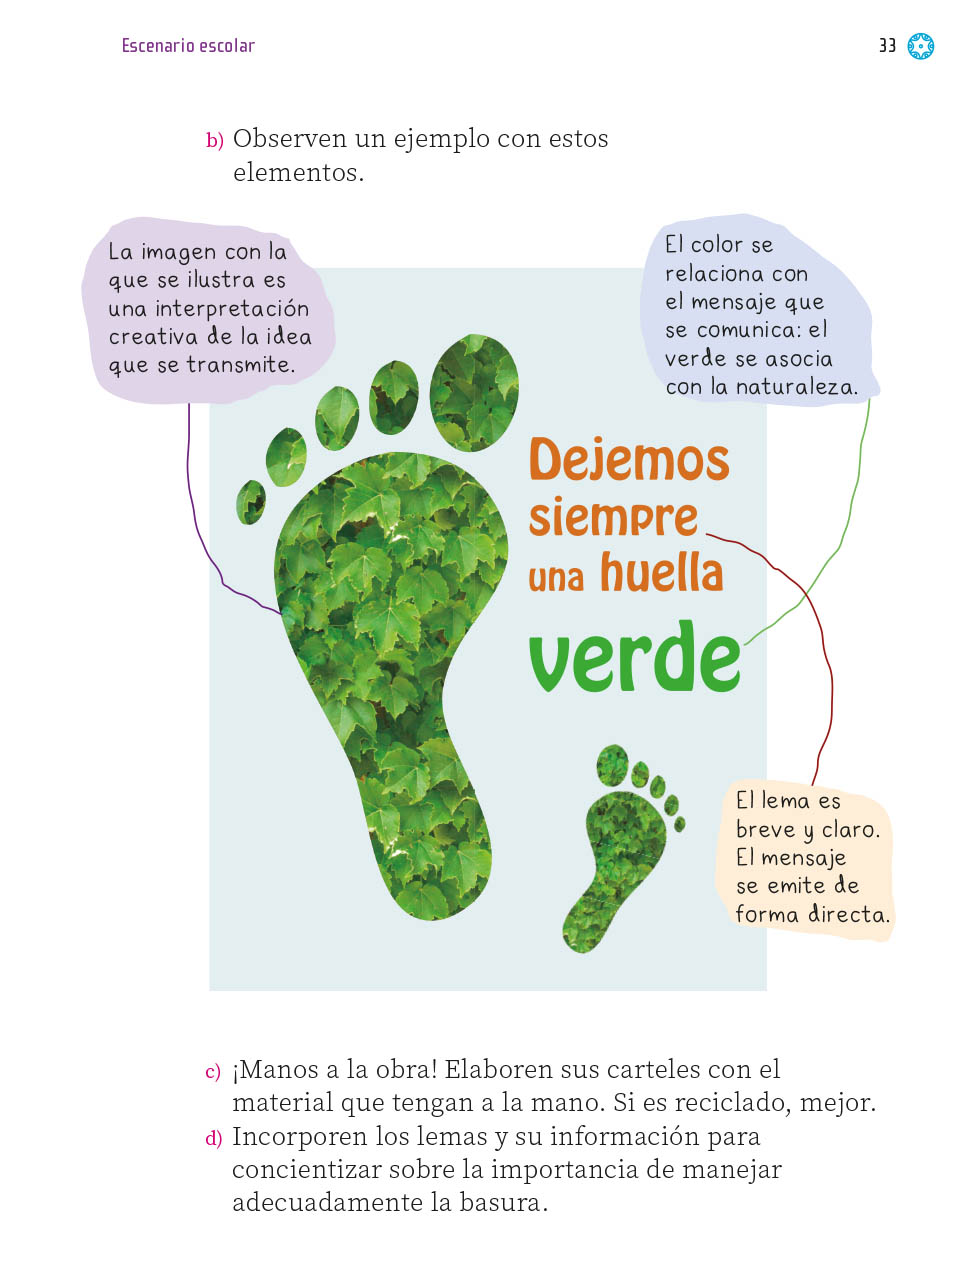 Escenario escolar
33
b) Observen un ejemplo con estos
elementos.
La imagen con la
que se ilustra es
una interpretación
creativa de la idea
que se transmite.
El color se
relaciona con
el mensaje que
se comunica: el
verde se asocia
con la naturaleza.
Dejemos
siempre
una huella
verde
El lema es
breve y claro.
El mensaje
se emite de
forma directa.
c) ¡Manos a la obra! Elaboren sus carteles con el
material que tengan a la mano. Si es reciclado, mejor.
d) Incorporen los lemas y su información para
concientizar sobre la importancia de manejar
adecuadamente la basura.